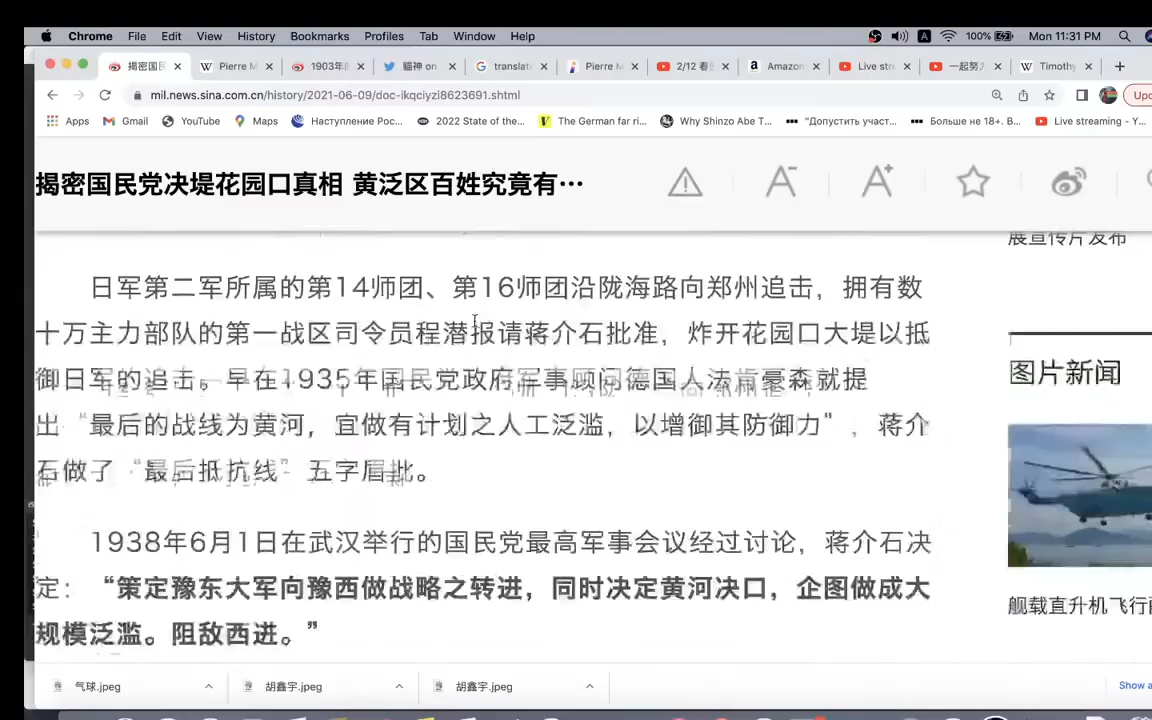 Chrome File Edit View History Bookmarks Profiles Tab Window Help A 100% Mon 11:31 PM
揭密国民 Pierre M 1903年 貓神 on translat Pierre M 2/12 春 Amazon Live stre 一起努 Timothy
mil.news.sina.com.cn/history/2021-06-09/doc-ikqciyzi8623691.shtml
Apps Gmail YouTube Maps Наступление Рос... 2022 State of the... The German far ri... Why Shinzo Abe T... "Допустить участ... Больше не 18+. В... Live streaming - Y...
揭密国民党决堤花园口真相 黄泛区百姓究竟有…
展宣传片发布
日军第二军所属的第14师团、第16师团沿陇海路向郑州追击，拥有数
十万主力部队的第一战区司令员程潜报请蒋介石批准，炸开花园口大堤以抵
御日军的追击。早在1935年国民党政府军事顾问德国人法肯豪森就提
出“最后的战线为黄河，宜做有计划之人工泛滥，以增御其防御力”，蒋介
石做了“最后抵抗线”五字眉批。
图片新闻
1938年6月1日在武汉举行的国民党最高军事会议经过讨论，蒋介石决
定：“策定豫东大军向豫西做战略之转进，同时决定黄河决口，企图做成大
规模泛滥。阻敌西进。”
舰载直升机飞行
气球.jpeg 胡鑫宇.jpeg 胡鑫宇.jpeg Show a